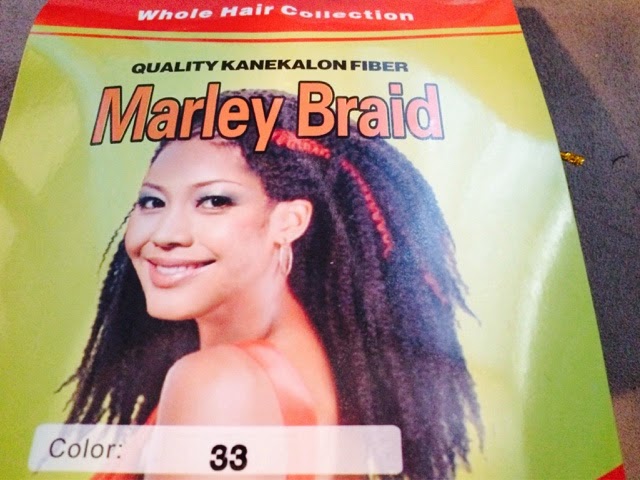 Whole Hair Collection
QUALITY KANEKALON FIBER
Marley Braid
Color: 33